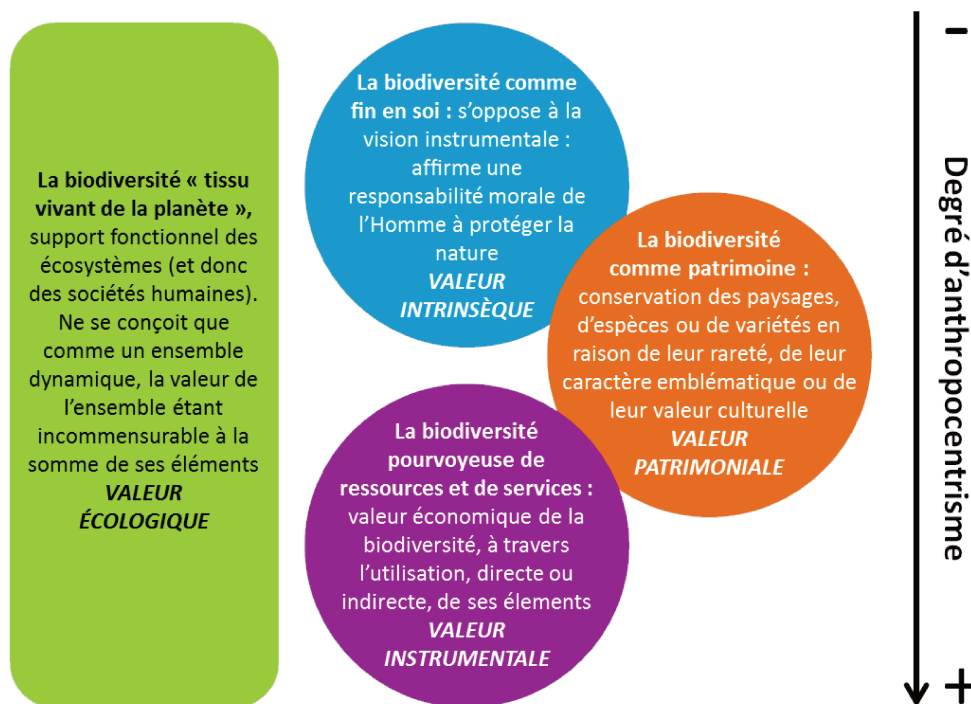 La biodiversité « tissu
vivant de la planète »,
support fonctionnel des
écosystèmes (et donc
des sociétés humaines).
Ne se conçoit que
comme un ensemble
dynamique, la valeur de
l’ensemble étant
incommensurable à la
somme de ses éléments
VALEUR
ÉCOLOGIQUE
La biodiversité comme
fin en soi : s’oppose à la
vision instrumentale :
affirme une
responsabilité morale de
l’Homme à protéger la
nature
VALEUR
INTRINSÈQUE
La biodiversité
comme patrimoine :
conservation des paysages,
d’espèces ou de variétés en
raison de leur rareté, de leur
caractère emblématique ou de
leur valeur culturelle
VALEUR
PATRIMONIALE
La biodiversité
pourvoyeuse de
ressources et de services :
valeur économique de la
biodiversité, à travers
l’utilisation, directe ou
indirecte, de ses élements
VALEUR
INSTRUMENTALE
-
Degré d’anthropocentrisme
+